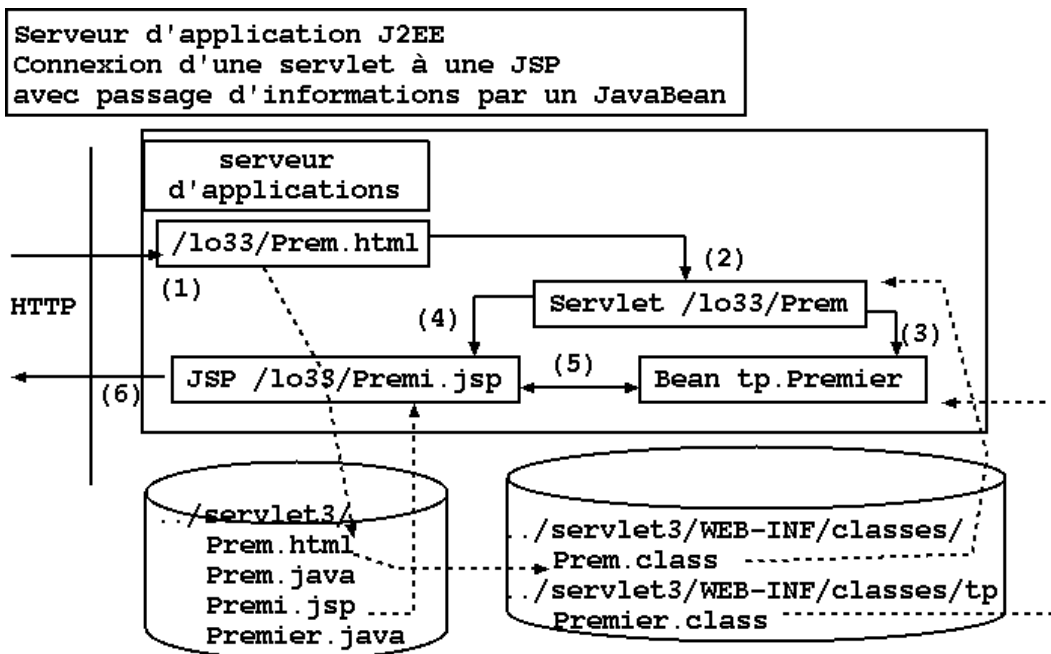 Serveur d'application J2EE
Connexion d'une servlet à une JSP
avec passage d'informations par un JavaBean
serveur
d'applications
/lo33/Prem.html
(1)
(2)
HTTP
Servlet /lo33/Prem
(4)
(3)
JSP /lo33/Premi.jsp
(5)
Bean tp.Premier
(6)
../servlet3/
Prem.html
Prem.java
Premi.jsp
Premier.java
../servlet3/WEB-INF/classes/
Prem.class
../servlet3/WEB-INF/classes/tp
Premier.class